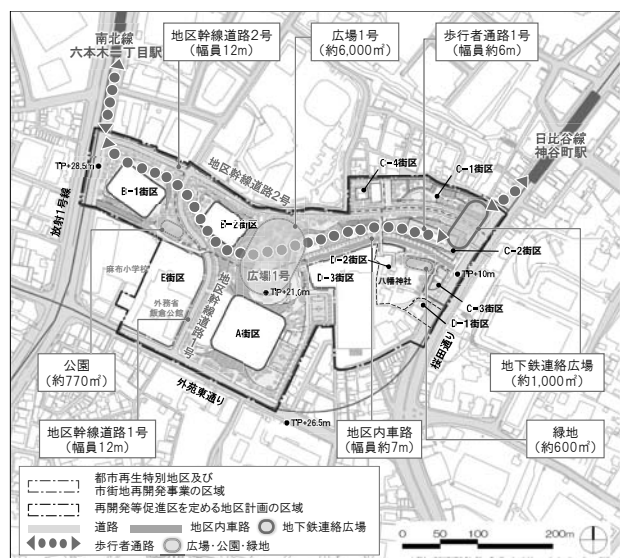 南北線
六本木一丁目駅
地区幹線道路2号
(幅員12m)
広場1号
(約6,000㎡)
歩行者通路1号
(幅員約6m)
日比谷線
神谷町駅
TP+28.5m
放射1号線
B-1街区
地区幹線道路2号
C-4街区
C-1街区
B-2街区
C-2街区
麻布小学校
E街区
外務省
飯倉公館
地区幹線道路1号
広場1号
TP+21.0m
D-3街区
D-2街区
八幡神社
TP+10m
C-3街区
D-1街区
A街区
桜田通り
公園
(約770㎡)
外苑東通り
地下鉄連絡広場
(約1,000㎡)
地区幹線道路1号
(幅員12m)
TP+26.5m
地区内車路
(幅員約7m)
緑地
(約600㎡)
都市再生特別地区及び
市街地再開発事業の区域
再開発等促進区を定める地区計画の区域
道路
地区内車路
地下鉄連絡広場
歩行者通路
広場・公園・緑地
0 50 100 200m